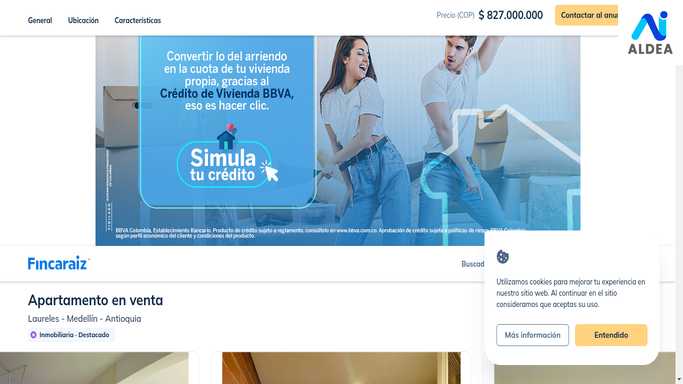 General Ubicación Características
Precio (COP) $ 827.000.000
Contactar al anun
ALDEA
Convertir lo del arriendo
en la cuota de tu vivienda
propia, gracias al
Crédito de Vivienda BBVA,
eso es hacer clic.
Simula
tu crédito
BBVA Colombia, Establecimiento Bancario. Producto de crédito sujeto a reglamento, consúltelo en www.bbva.com.co. Aprobación de crédito sujeta a políticas de riesgo BBVA Colombia,
según perfil económico del cliente y condiciones del producto.
Fincaraiz
Buscad
Apartamento en venta
Laureles - Medellín - Antioquia
Inmobiliaria - Destacado
Utilizamos cookies para mejorar tu experiencia en
nuestro sitio web. Al continuar en el sitio
consideramos que aceptas su uso.
Más información
Entendido